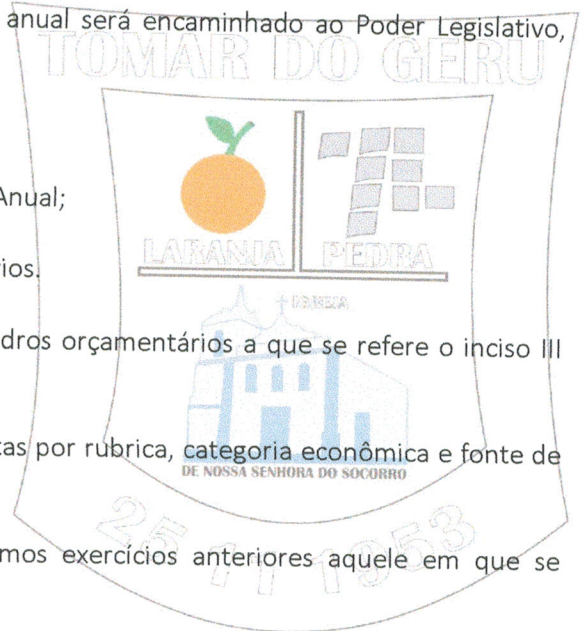 anual será encaminhado ao Poder Legislativo,
TOMAR DO GERU
Anual;
LARANJA PEDRA
rios.
IGREJA
dros orçamentários a que se refere o inciso III
tas por rubrica, categoria econômica e fonte de
DE NOSSA SENHORA DO SOCORRO
25 11 1953
mos exercícios anteriores aquele em que se